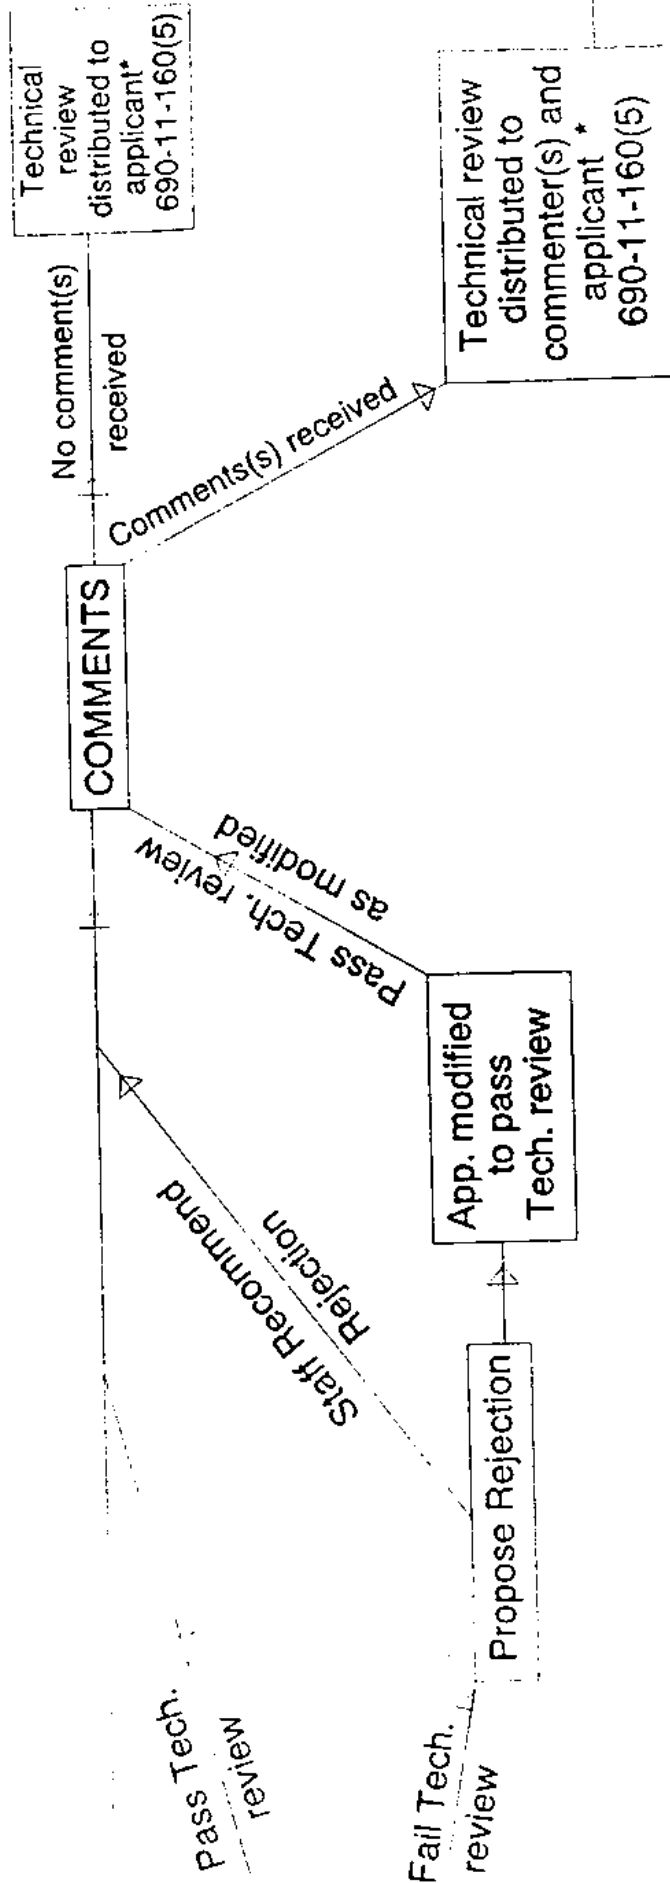 Pass Tech.
review
Fail Tech.
review
Propose Rejection
Staff Recommend
Rejection
App. modified
to pass
Tech. review
Pass Tech. review
as modified
COMMENTS
No comment(s)
received
Comments(s) received
Technical
review
distributed to
applicant*
690-11-160(5)
Technical review
distributed to
commenter(s) and
applicant *
690-11-160(5)